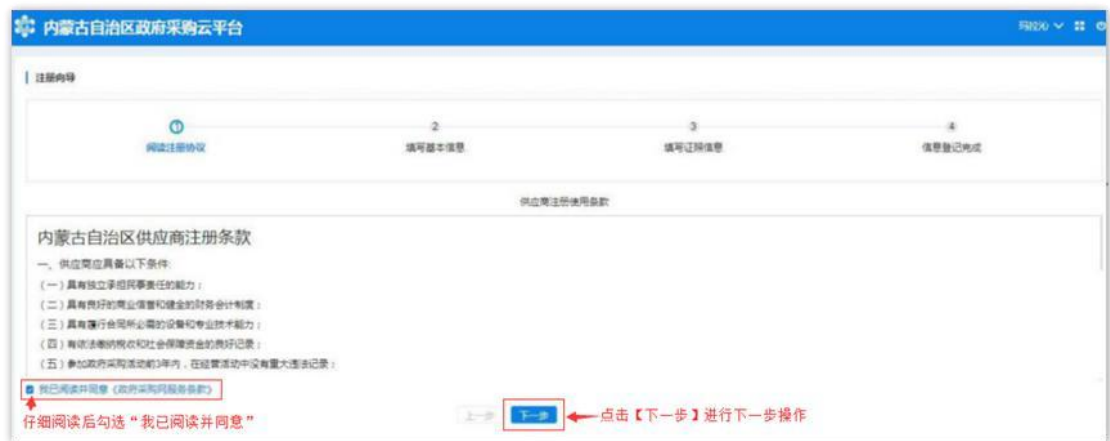 内蒙古自治区政府采购云平台
注册向导
1
2
3
4
阅读注册协议
填写基本信息
填写证照信息
信息登记完成
供应商注册使用条款
内蒙古自治区供应商注册条款
一、供应商应具备以下条件:
（一）具有独立承担民事责任的能力；
（二）具有良好的商业信誉和健全的财务会计制度；
（三）具有履行合同所必需的设备和专业技术能力；
（四）有依法缴纳税收和社会保障资金的良好记录；
（五）参加政府采购活动前3年内，在经营活动中没有重大违法记录；
我已阅读并同意《政府采购网服务条款》
仔细阅读后勾选“我已阅读并同意”
上一步
下一步
点击【下一步】进行下一步操作